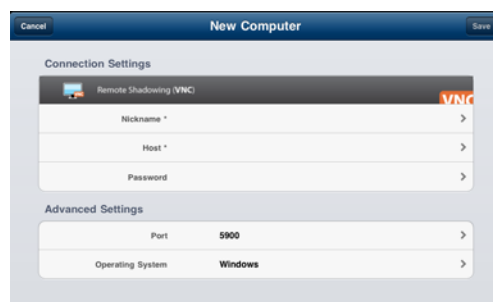 Cancel New Computer Save
Connection Settings
Remote Shadowing (VNC)
VNC
Nickname * >
Host * >
Password >
Advanced Settings
Port 5900 >
Operating System Windows >